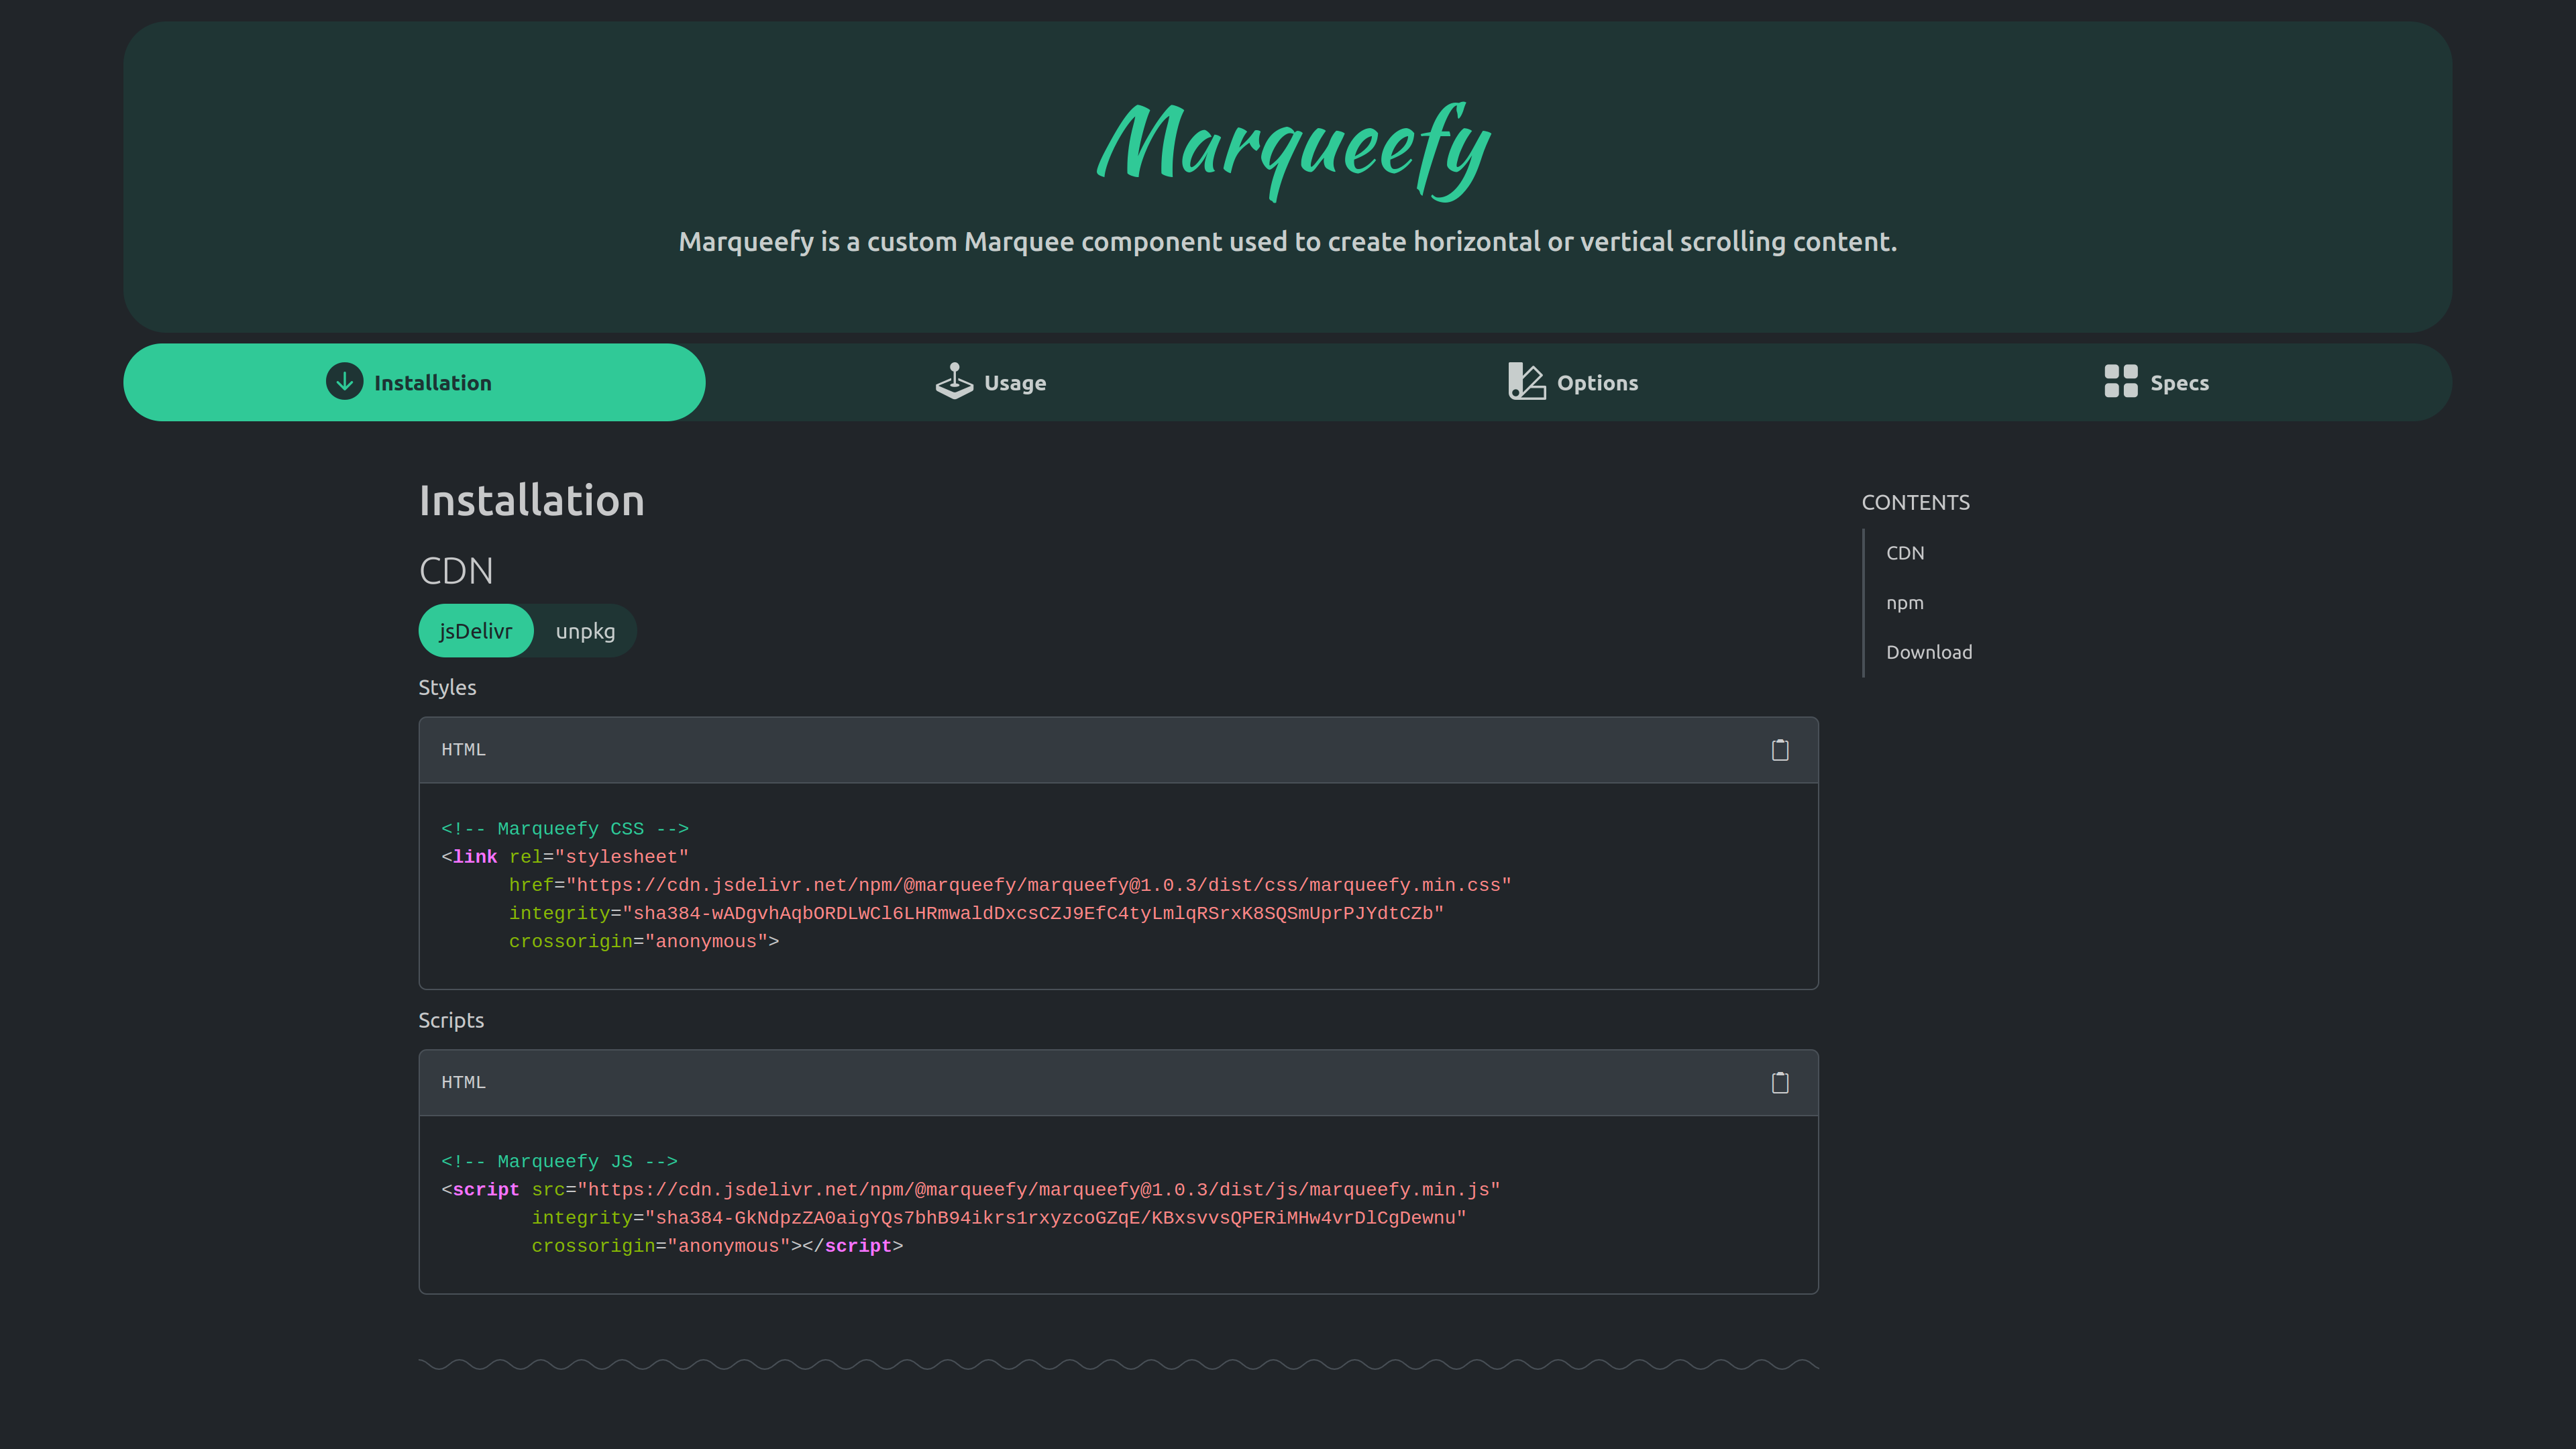 Marqueefy
Marqueefy is a custom Marquee component used to create horizontal or vertical scrolling content.
Installation
Usage
Options
Specs
Installation
CDN
jsDelivr
unpkg
Styles
HTML
<!-- Marqueefy CSS -->
<link rel="stylesheet"
href="https://cdn.jsdelivr.net/npm/@marqueefy/marqueefy@1.0.3/dist/css/marqueefy.min.css"
integrity="sha384-wADgvhAqbORDLWCl6LHRmwaldDxcsCZJ9EfC4tyLmlqRSrxK8SQSmUprPJYdtCZb"
crossorigin="anonymous">
Scripts
HTML
<!-- Marqueefy JS -->
<script src="https://cdn.jsdelivr.net/npm/@marqueefy/marqueefy@1.0.3/dist/js/marqueefy.min.js"
integrity="sha384-GkNdpzZA0aigYQs7bhB94ikrs1rxyzcoGZqE/KBxsvvsQPERiMHw4vrDlCgDewnu"
crossorigin="anonymous"></script>
CONTENTS
CDN
npm
Download